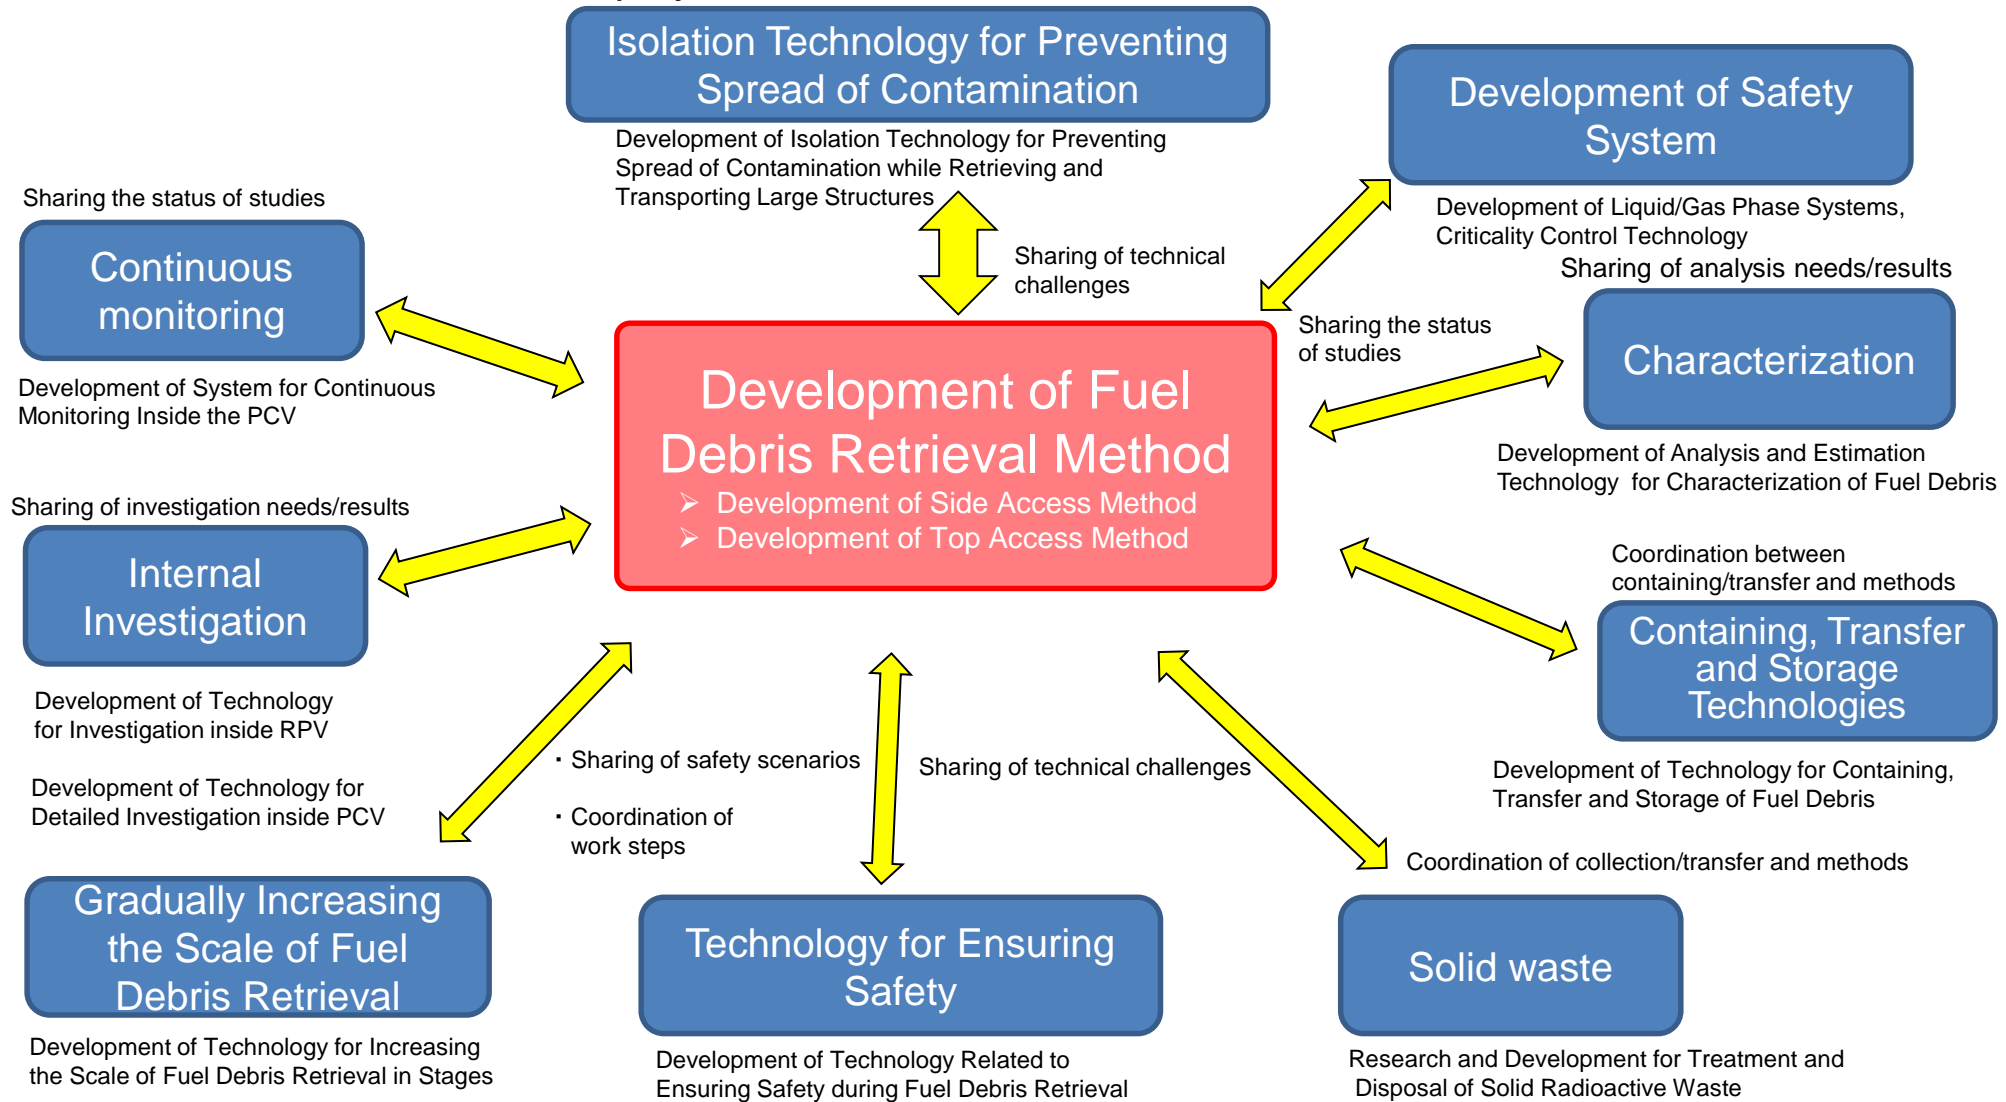 Isolation Technology for Preventing
Spread of Contamination
Development of Isolation Technology for Preventing
Spread of Contamination while Retrieving and
Transporting Large Structures
Development of Safety
System
Development of Liquid/Gas Phase Systems,
Criticality Control Technology
Sharing the status of studies
Continuous
monitoring
Development of System for Continuous
Monitoring Inside the PCV
Sharing of technical
challenges
Sharing the status
of studies
Sharing of analysis needs/results
Characterization
Development of Analysis and Estimation
Technology for Characterization of Fuel Debris
Development of Fuel
Debris Retrieval Method
➢ Development of Side Access Method
➢ Development of Top Access Method
Sharing of investigation needs/results
Internal
Investigation
Development of Technology
for Investigation inside RPV
Development of Technology for
Detailed Investigation inside PCV
Coordination between
containing/transfer and methods
Containing, Transfer
and Storage
Technologies
Development of Technology for Containing,
Transfer and Storage of Fuel Debris
・Sharing of safety scenarios
・Coordination of
work steps
Sharing of technical challenges
Coordination of collection/transfer and methods
Gradually Increasing
the Scale of Fuel
Debris Retrieval
Development of Technology for Increasing
the Scale of Fuel Debris Retrieval in Stages
Technology for Ensuring
Safety
Development of Technology Related to
Ensuring Safety during Fuel Debris Retrieval
Solid waste
Research and Development for Treatment and
Disposal of Solid Radioactive Waste